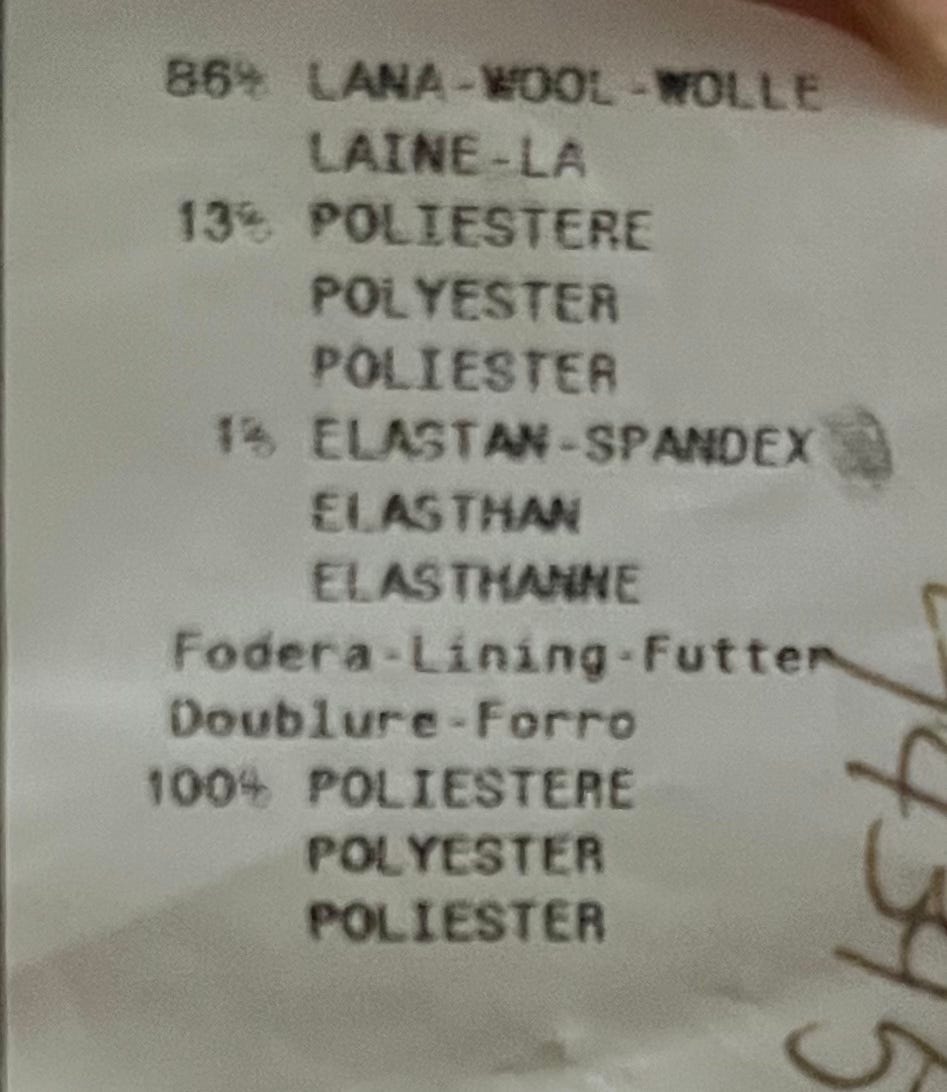 86% LANA-WOOL-WOLLE
LAINE-LA
13% POLIESTERE
POLYESTER
POLIESTER
1% ELASTAN-SPANDEX
ELASTHAN
ELASTHANNE
Fodera-Lining-Futter
Doublure-Forro
100% POLIESTERE
POLYESTER
POLIESTER